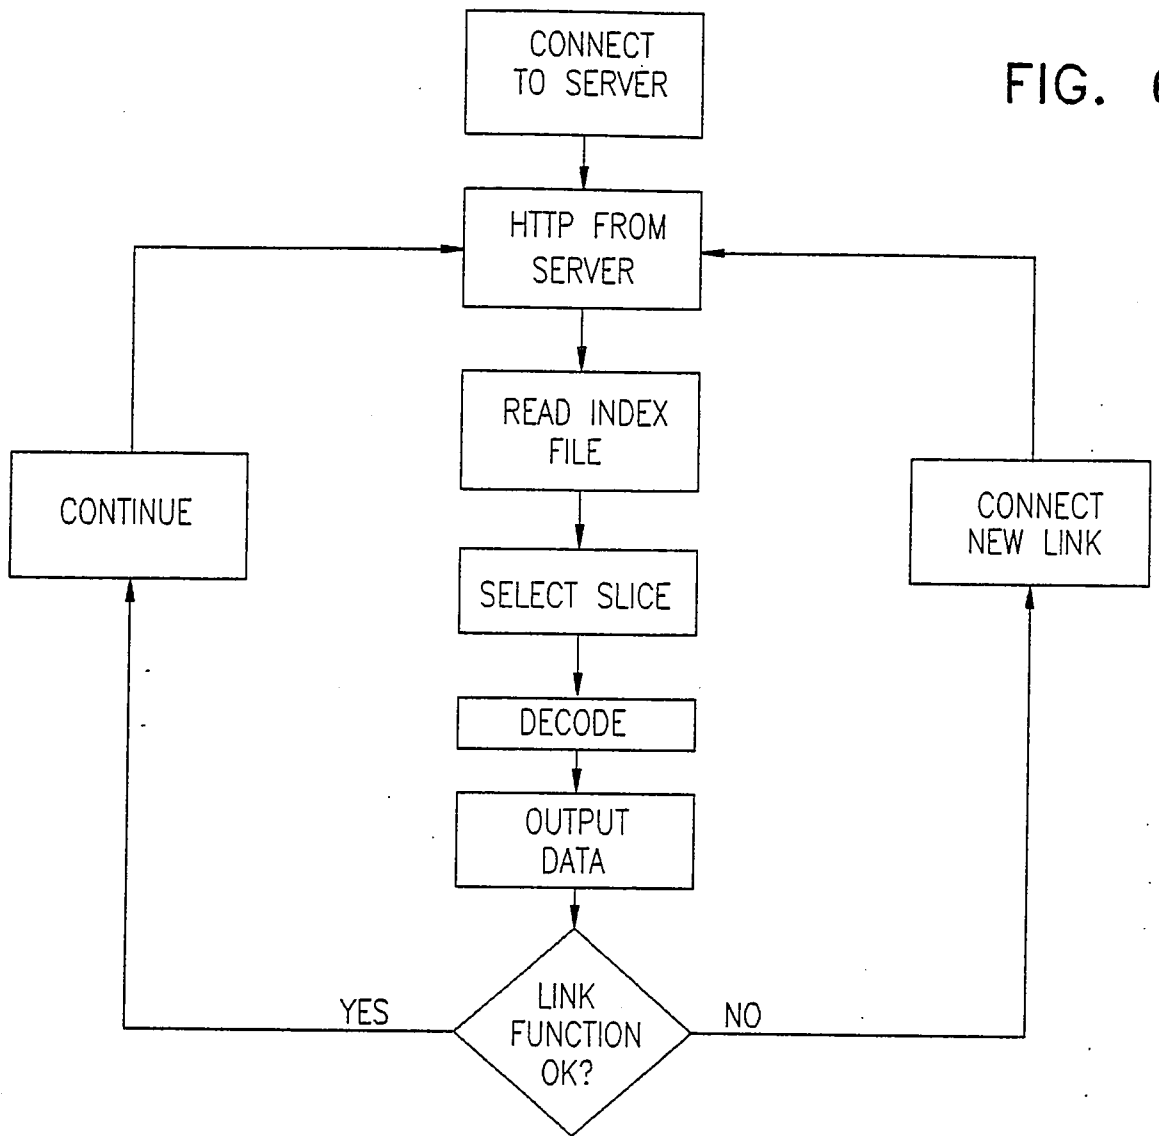 CONNECT
TO SERVER
FIG. 6
HTTP FROM
SERVER
READ INDEX
FILE
CONTINUE
CONNECT
NEW LINK
SELECT SLICE
DECODE
OUTPUT
DATA
YES
LINK
FUNCTION
OK?
NO